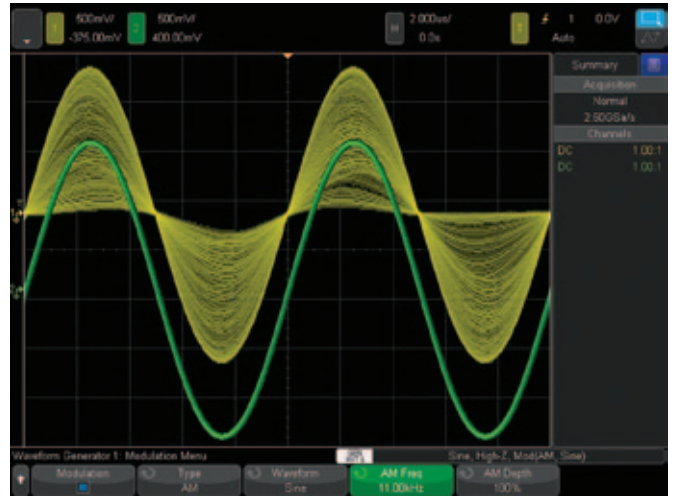 1 500mV/ 2 500mV/ H 2.000us/ T 1 0.0V
-375.00mV 400.00mV 0.0s Auto
Summary
Acquisition
Normal
2.50GSa/s
Channels
DC 1.00:1
DC 1.00:1
Waveform Generator 1: Modulation Menu Sine, High-Z, Mod(AM, Sine)
Modulation Type Waveform AM Freq AM Depth
AM Sine 11.00kHz 100%